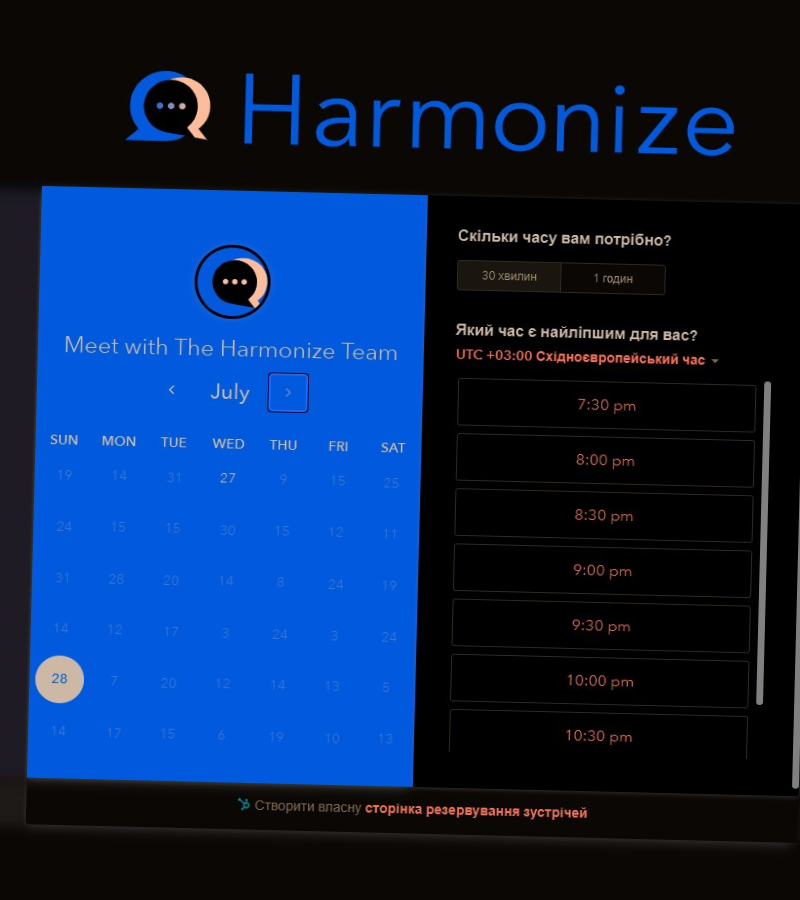 Harmonize
Meet with The Harmonize Team
July
SUN MON TUE WED THU FRI SAT
19 14 31 27 9 15 25
24 15 15 30 15 12 11
31 28 20 14 8 24 19
14 12 17 3 24 3 24
28 7 20 12 14 13 5
14 17 15 6 19 10 13
Скільки часу вам потрібно?
30 хвилин 1 годин
Який час є найліпшим для вас?
UTC +03:00 Східноєвропейський час
7:30 pm
8:00 pm
8:30 pm
9:00 pm
9:30 pm
10:00 pm
10:30 pm
Створити власну сторінка резервування зустрічей